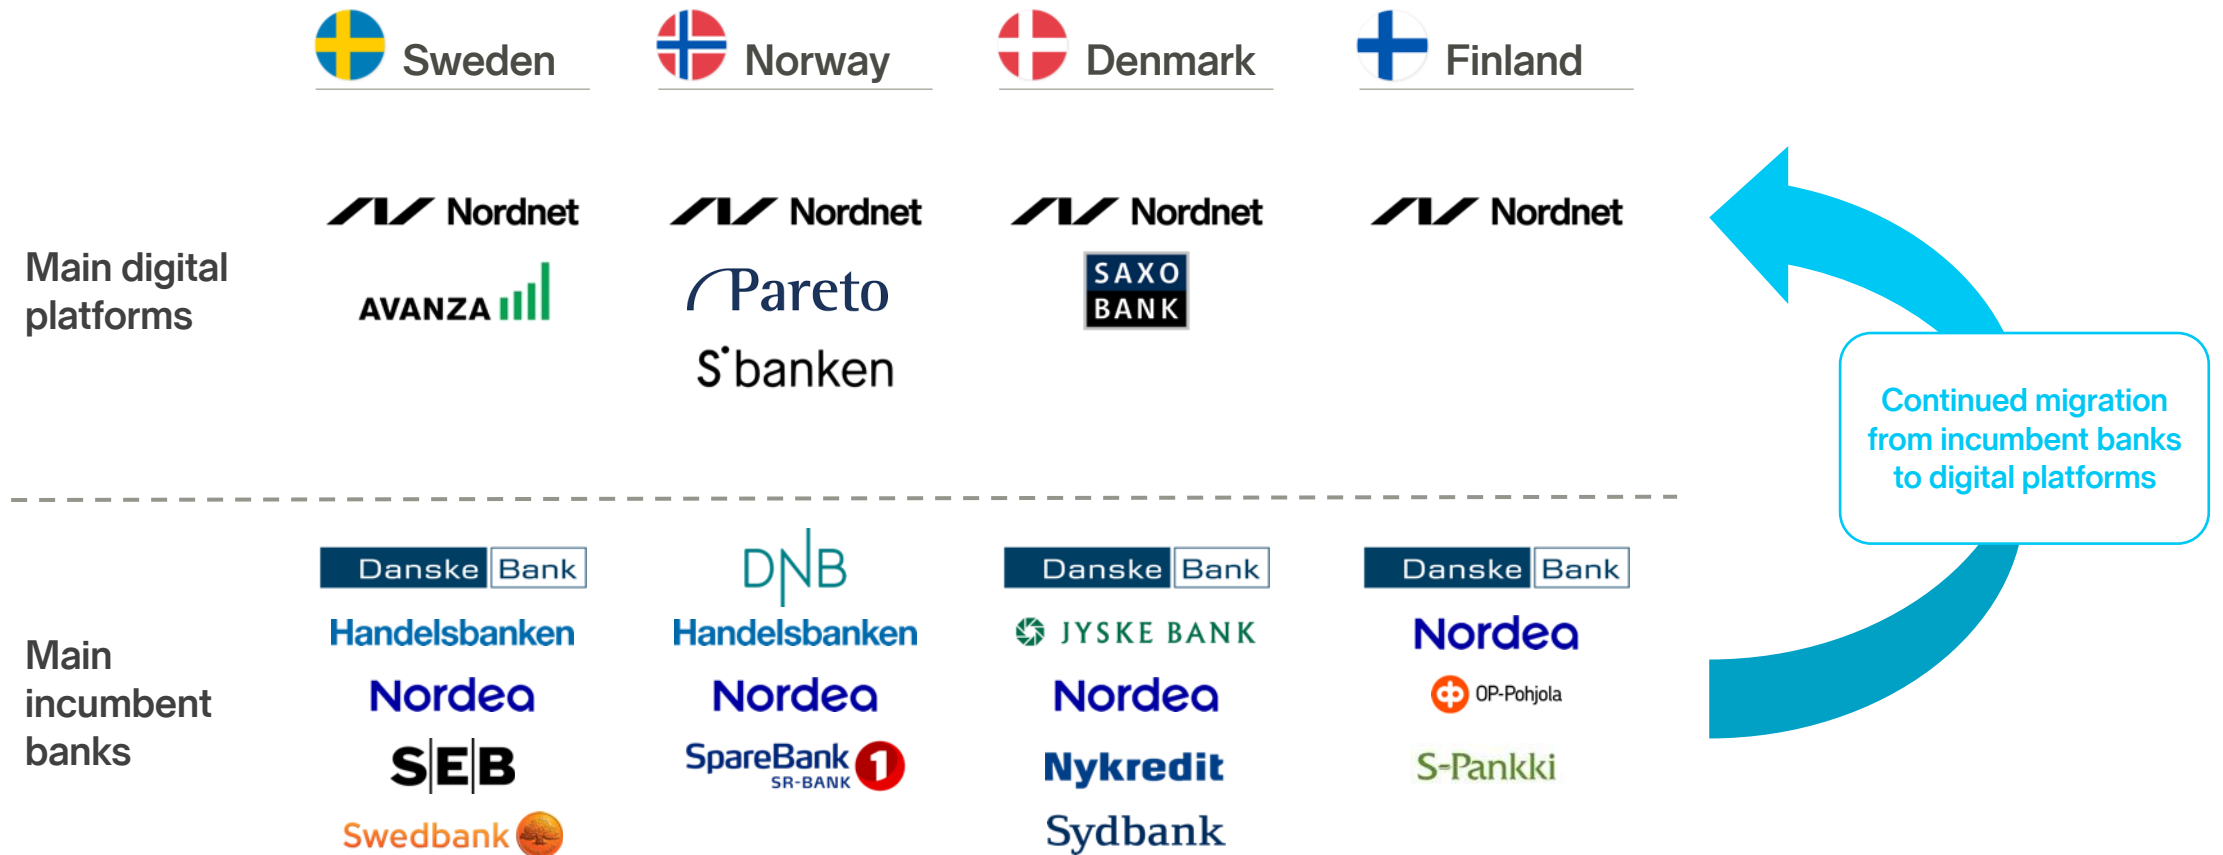 Sweden
Norway
Denmark
Finland
Main digital
platforms
Nordnet
Nordnet
Nordnet
Nordnet
AVANZA
Pareto
SAXO
BANK
S'banken
Continued migration
from incumbent banks
to digital platforms
Main
incumbent
banks
Danske Bank
DNB
Danske Bank
Danske Bank
Handelsbanken
Handelsbanken
JYSKE BANK
Nordea
Nordea
Nordea
Nordea
OP-Pohjola
S|E|B
SpareBank 1
SR-BANK
Nykredit
S-Pankki
Swedbank
Sydbank